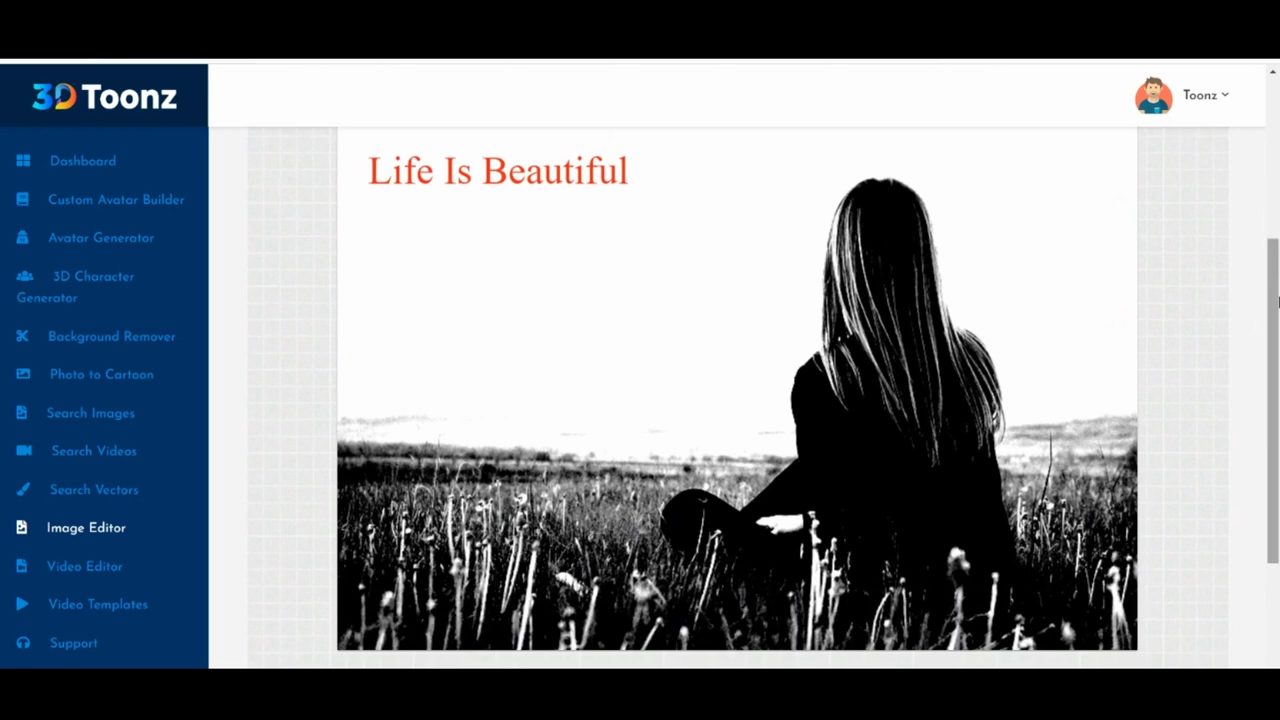 3D Toonz
Toonz
Dashboard
Custom Avatar Builder
Avatar Generator
3D Character
Generator
Background Remover
Photo to Cartoon
Search Images
Search Videos
Search Vectors
Image Editor
Video Editor
Video Templates
Support
Life Is Beautiful